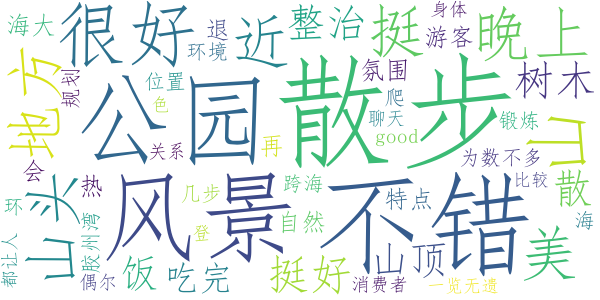 海大
很好
近
退
环境
整治
挺
身体
游客
晚上
地方
规划
公园
位置
色
散步
氛围
爬
聊天
good
树木
锻炼
山
会
关系
再
为数不多
山头
热
风景
几步
跨海
不错
特点
散
比较
环
胶州湾
登
自然
美
海
都让人
偶尔
饭
吃完
挺好
山顶
消费者
一览无遗